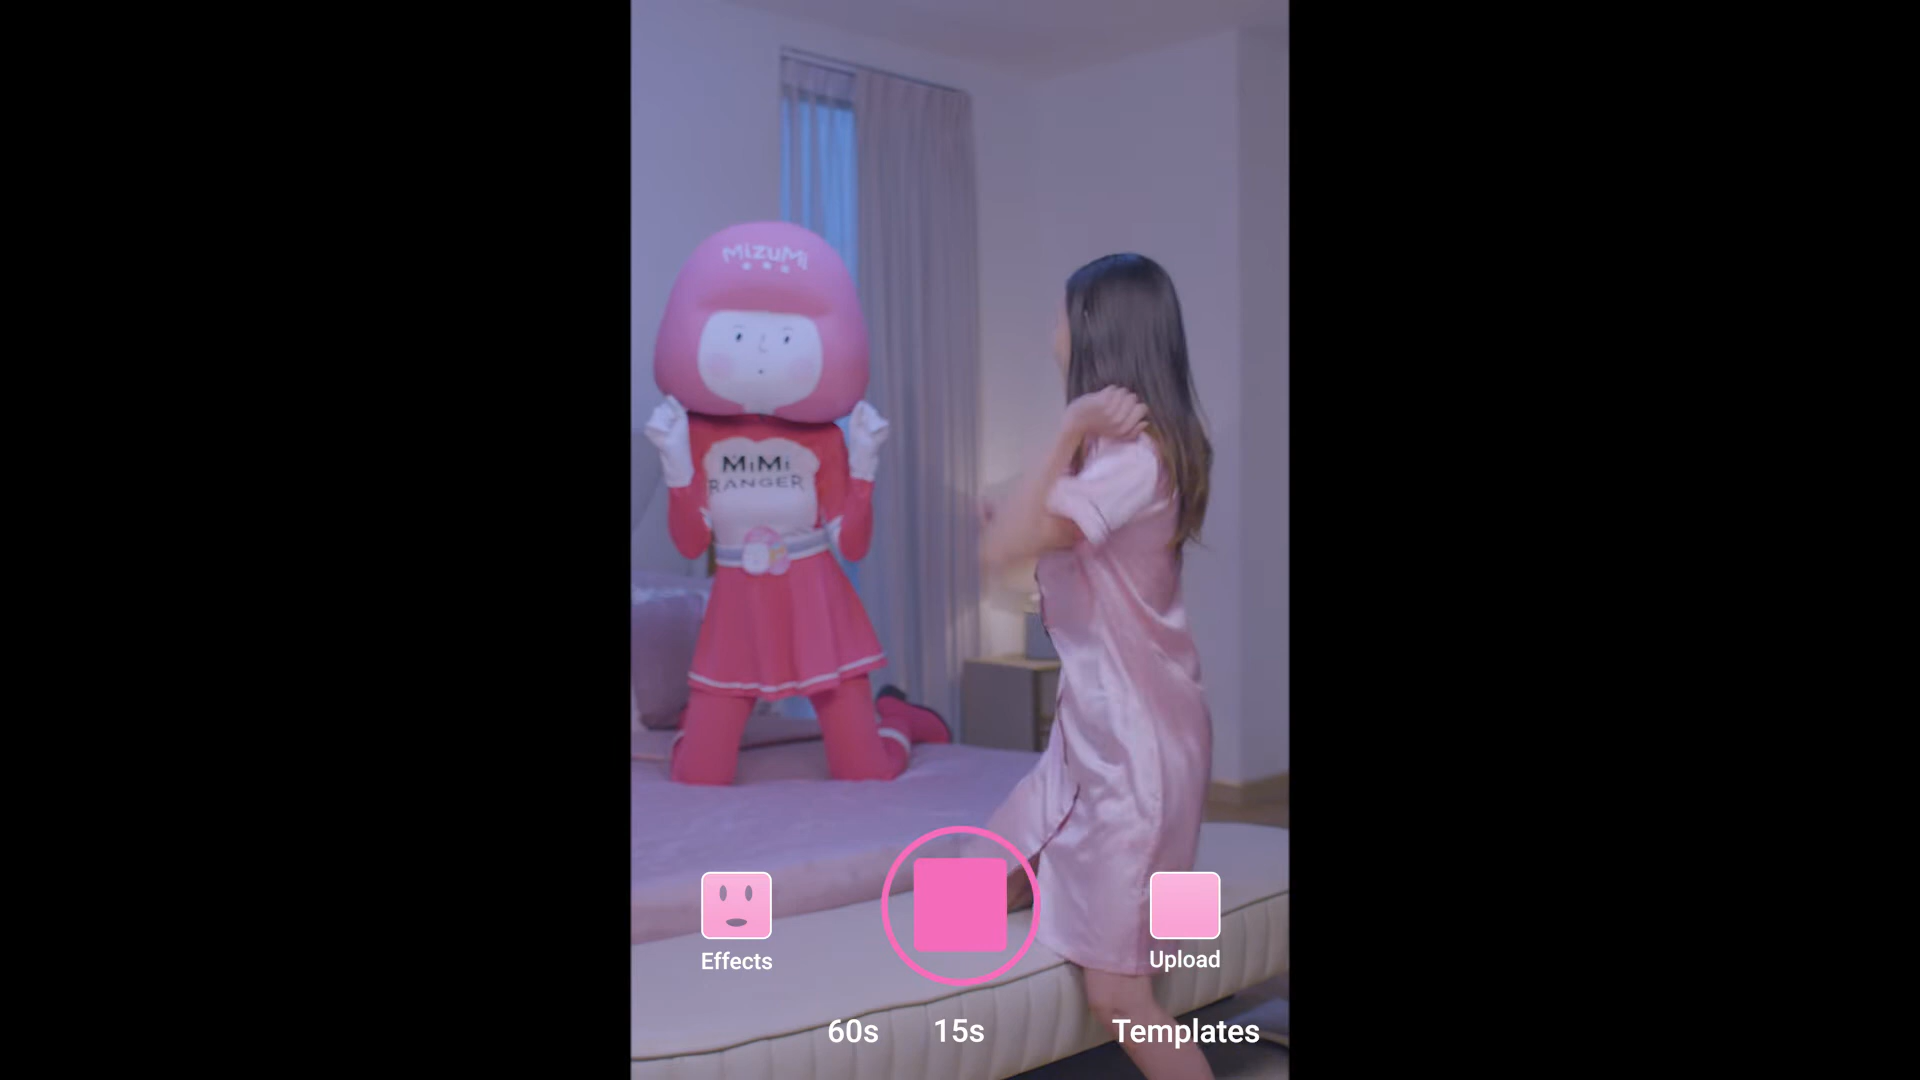 MizuMi
MiMi
RANGER
Effects
Upload
60s
15s
Templates